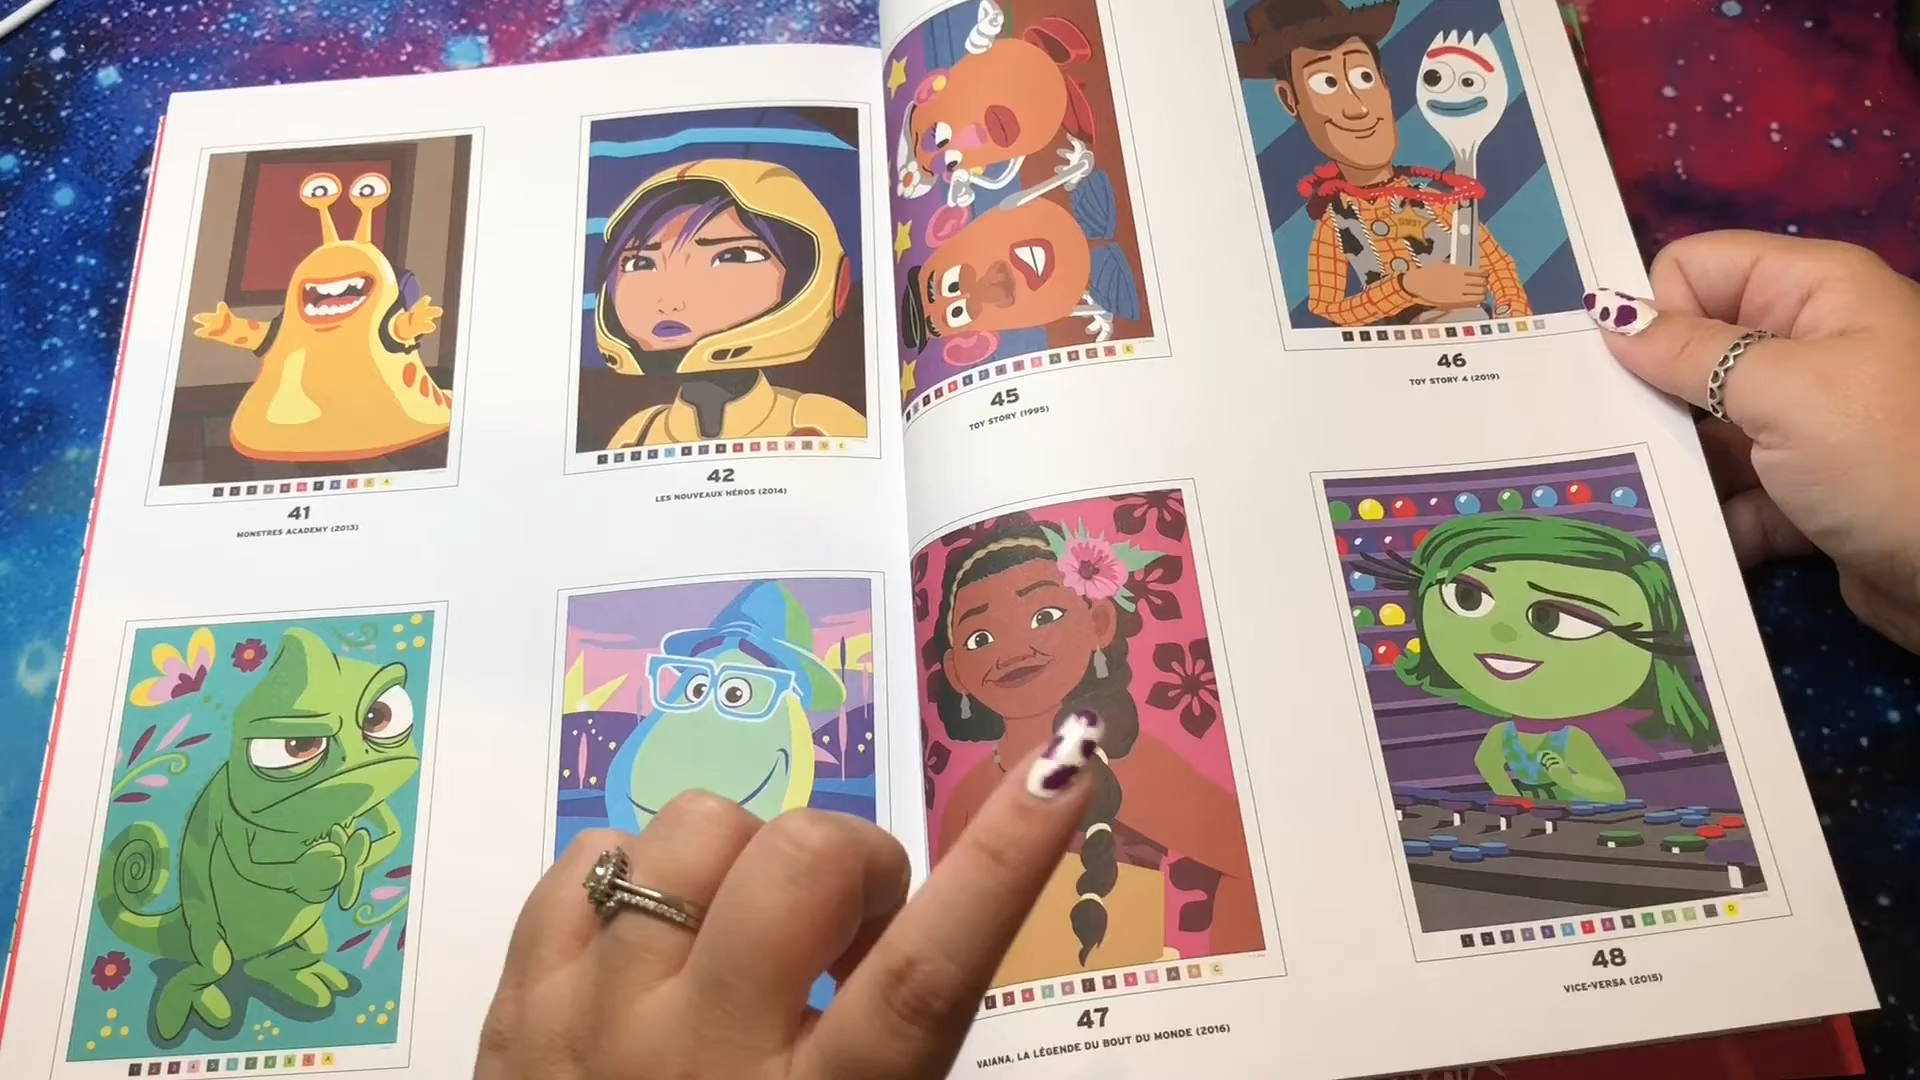 41
MONSTRES ACADEMY (2013)
42
LES NOUVEAUX HÉROS (2014)
45
TOY STORY (1995)
46
TOY STORY 4 (2019)
47
VAIANA, LA LÉGENDE DU BOUT DU MONDE (2016)
48
VICE-VERSA (2015)